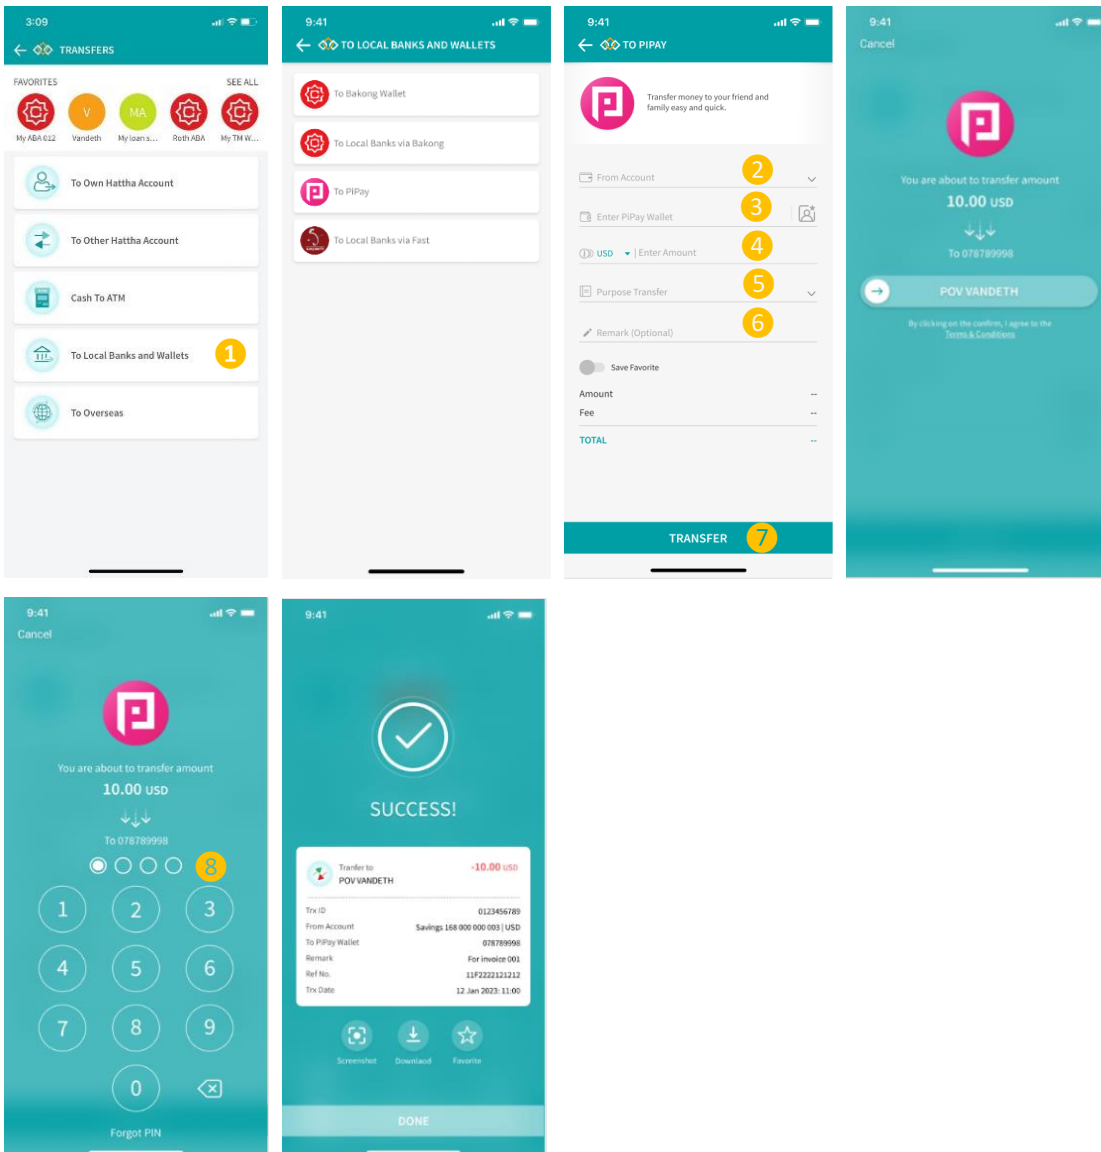 3:09
TRANSFERS
FAVORITES SEE ALL
V MA
My ABA 012 Vandeth My loan s... Roth ABA My TM W...
To Own Hattha Account
To Other Hattha Account
Cash To ATM
To Local Banks and Wallets 1
To Overseas
9:41
TO LOCAL BANKS AND WALLETS
To Bakong Wallet
To Local Banks via Bakong
To PiPay
To Local Banks via Fast
9:41
TO PIPAY
Transfer money to your friend and
family easy and quick.
From Account 2
Enter PiPay Wallet 3
USD | Enter Amount 4
Purpose Transfer 5
Remark (Optional) 6
Save Favorite
Amount --
Fee --
TOTAL --
TRANSFER 7
9:41
Cancel
You are about to transfer amount
10.00 USD
To 078789998
POV VANDETH
By clicking on the confirm, I agree to the
Terms & Conditions
9:41
Cancel
You are about to transfer amount
10.00 USD
To 078789998
8
1 2 3
4 5 6
7 8 9
0
Forgot PIN
9:41
SUCCESS!
Tranfer to -10.00 USD
POV VANDETH
Trx ID 0123456789
From Account Savings 168 000 000 003 | USD
To PiPay Wallet 078789998
Remark For invoice 001
Ref No. 11F2222121212
Trx Date 12 Jan 2023: 11:00
Screenshot Downlaod Favorite
DONE